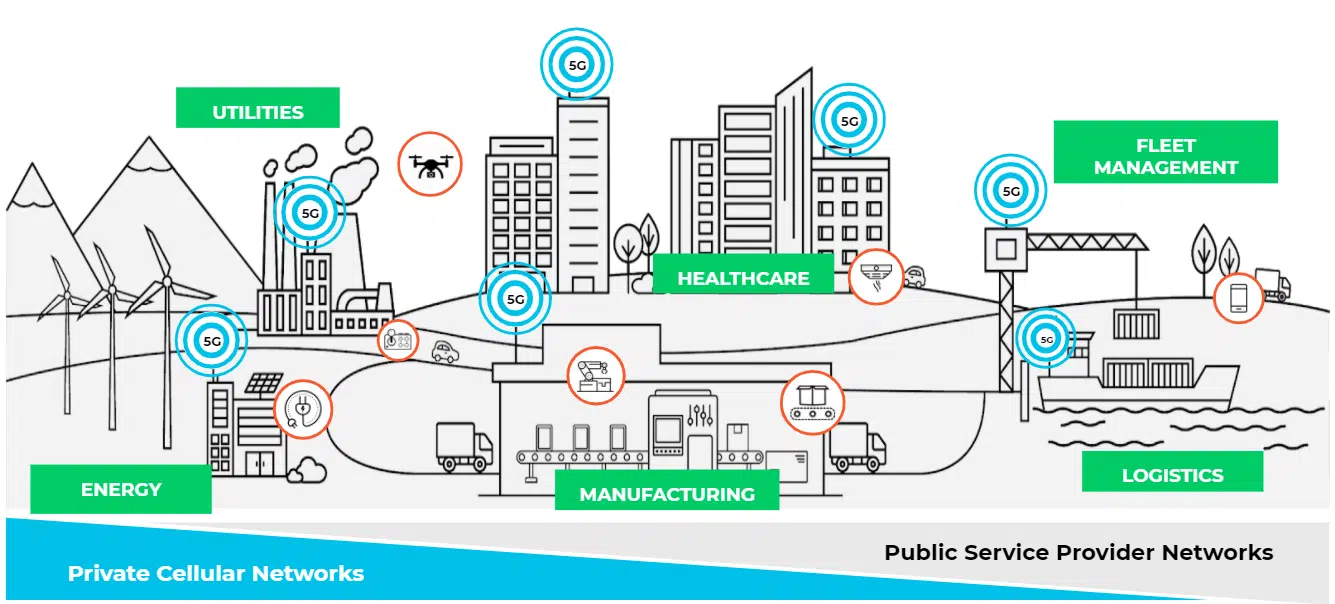 5G
UTILITIES
5G
FLEET
MANAGEMENT
5G
5G
HEALTHCARE
5G
5G
5G
ENERGY
MANUFACTURING
LOGISTICS
Public Service Provider Networks
Private Cellular Networks